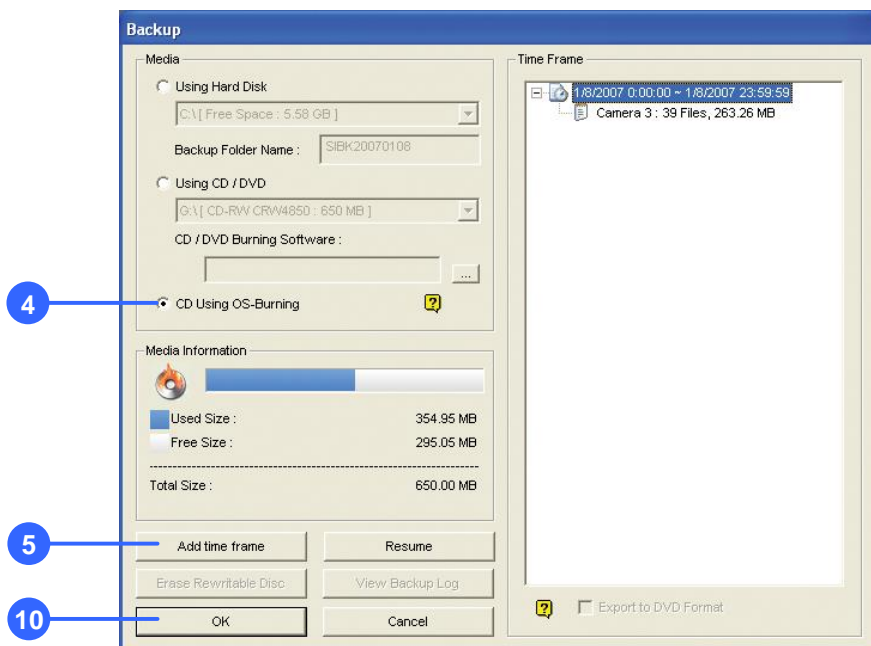 Backup
Media
Using Hard Disk
C:\ [ Free Space : 5.58 GB ]
Backup Folder Name :
SIBK20070108
Using CD / DVD
G:\ [ CD-RW CRW4850 : 650 MB ]
CD / DVD Burning Software :
...
4
CD Using OS-Burning
?
Media Information
Used Size :
354.95 MB
Free Size :
295.05 MB
Total Size :
650.00 MB
5
Add time frame
Resume
Erase Rewritable Disc
View Backup Log
10
OK
Cancel
Time Frame
1/8/2007 0:00:00 ~ 1/8/2007 23:59:59
Camera 3 : 39 Files, 263.26 MB
?
Export to DVD Format